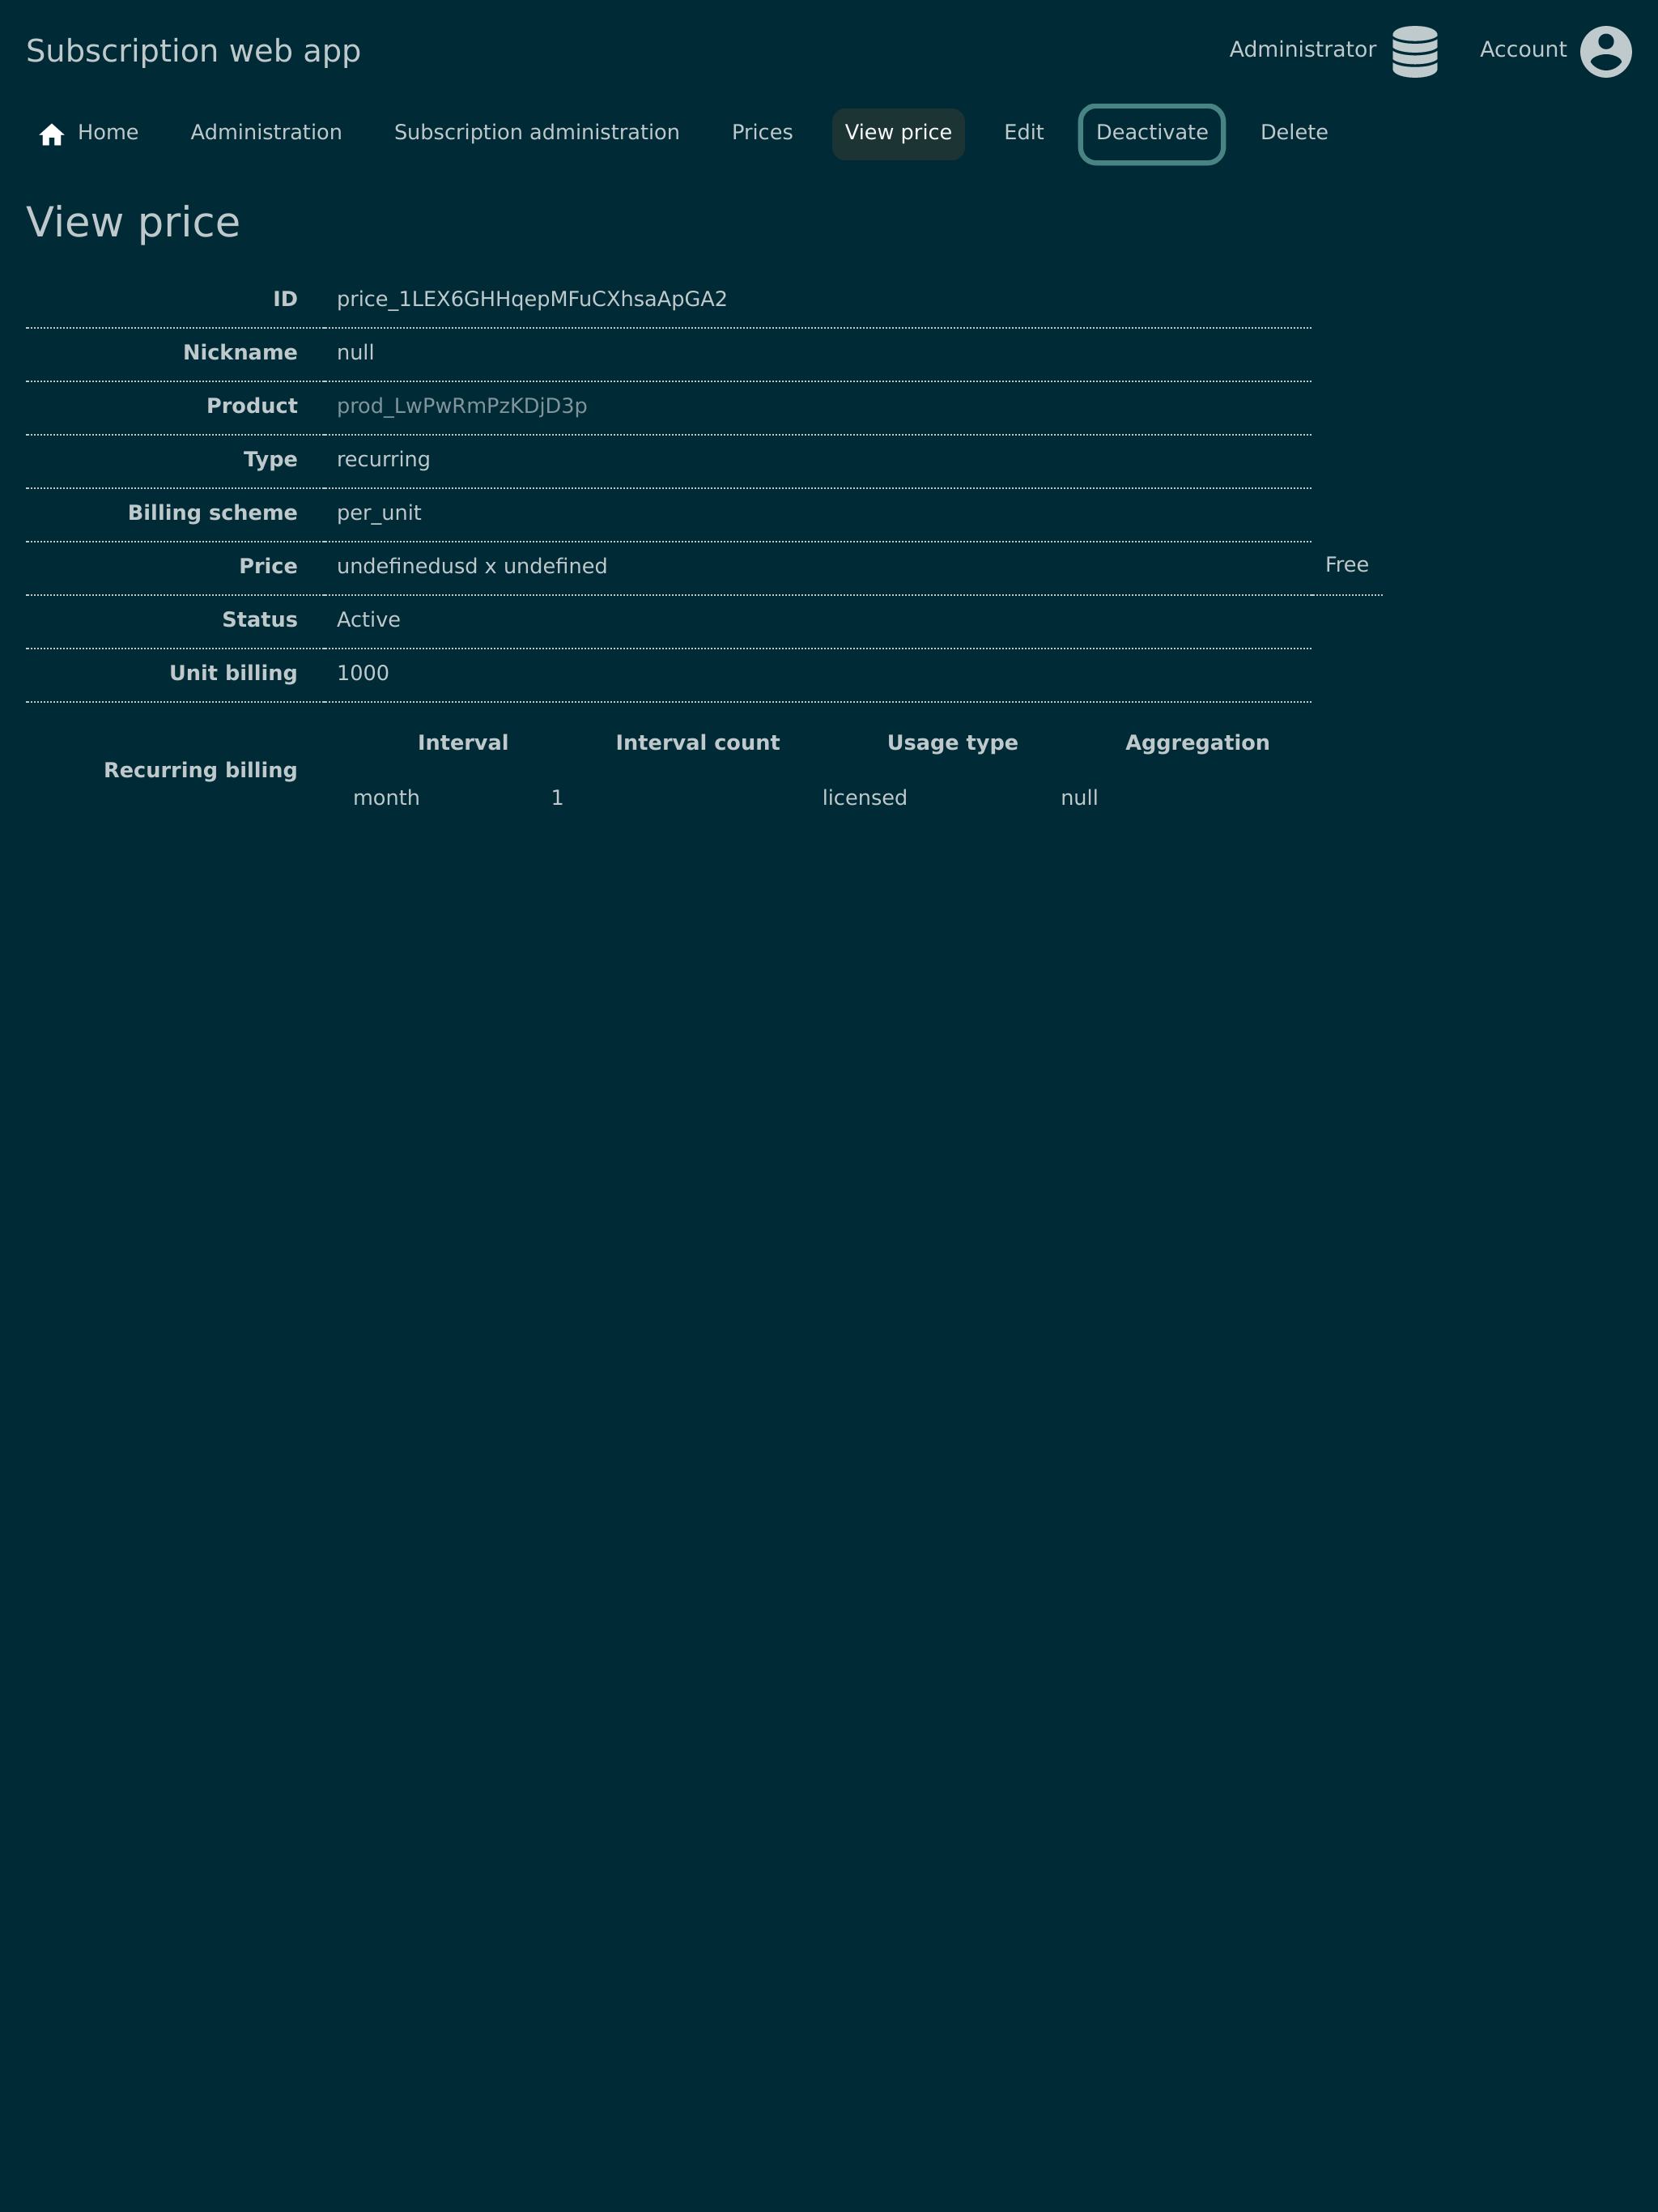 Subscription web app
Administrator Account
Home Administration Subscription administration Prices View price Edit Deactivate Delete
View price
ID price_1LEX6GHHqepMFuCXhsaApGA2
Nickname null
Product prod_LwPwRmPzKDjD3p
Type recurring
Billing scheme per_unit
Price undefinedusd x undefined Free
Status Active
Unit billing 1000
Interval Interval count Usage type Aggregation
Recurring billing
month 1 licensed null